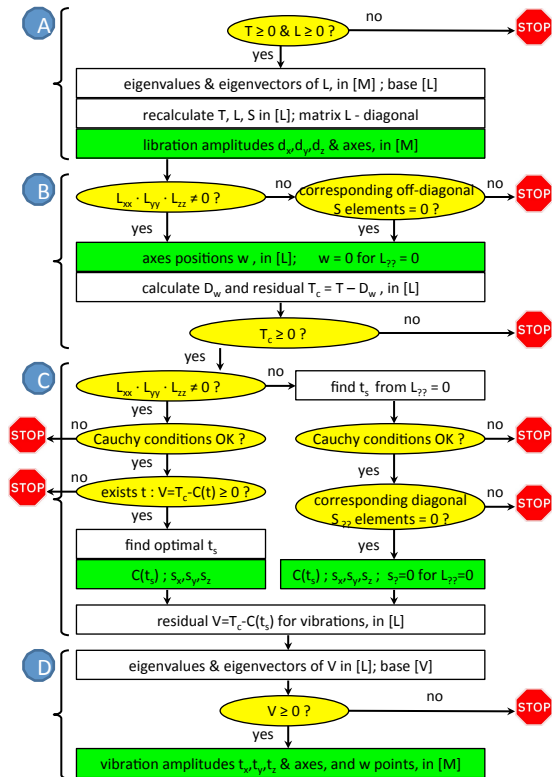 A
T ≥ 0 & L ≥ 0 ?
no
STOP
yes
eigenvalues & eigenvectors of L, in [M] ; base [L]
recalculate T, L, S in [L]; matrix L - diagonal
libration amplitudes dx,dy,dz & axes, in [M]
B
Lxx · Lyy · Lzz ≠ 0 ?
no
corresponding off-diagonal
S elements = 0 ?
no
STOP
yes
yes
axes positions w , in [L]; w = 0 for L?? = 0
calculate Dw and residual Tc = T – Dw , in [L]
Tc ≥ 0 ?
no
STOP
yes
C
Lxx · Lyy · Lzz ≠ 0 ?
no
find ts from L?? = 0
yes
STOP
no
Cauchy conditions OK ?
Cauchy conditions OK ?
no
STOP
yes
yes
STOP
no
exists t : V=Tc-C(t) ≥ 0 ?
corresponding diagonal
S?? elements = 0 ?
no
STOP
yes
yes
find optimal ts
C(ts) ; sx,sy,sz
C(ts) ; sx,sy,sz ; s?=0 for L??=0
residual V=Tc-C(ts) for vibrations, in [L]
D
eigenvalues & eigenvectors of V in [L]; base [V]
V ≥ 0 ?
no
STOP
yes
vibration amplitudes tx,ty,tz & axes, and w points, in [M]